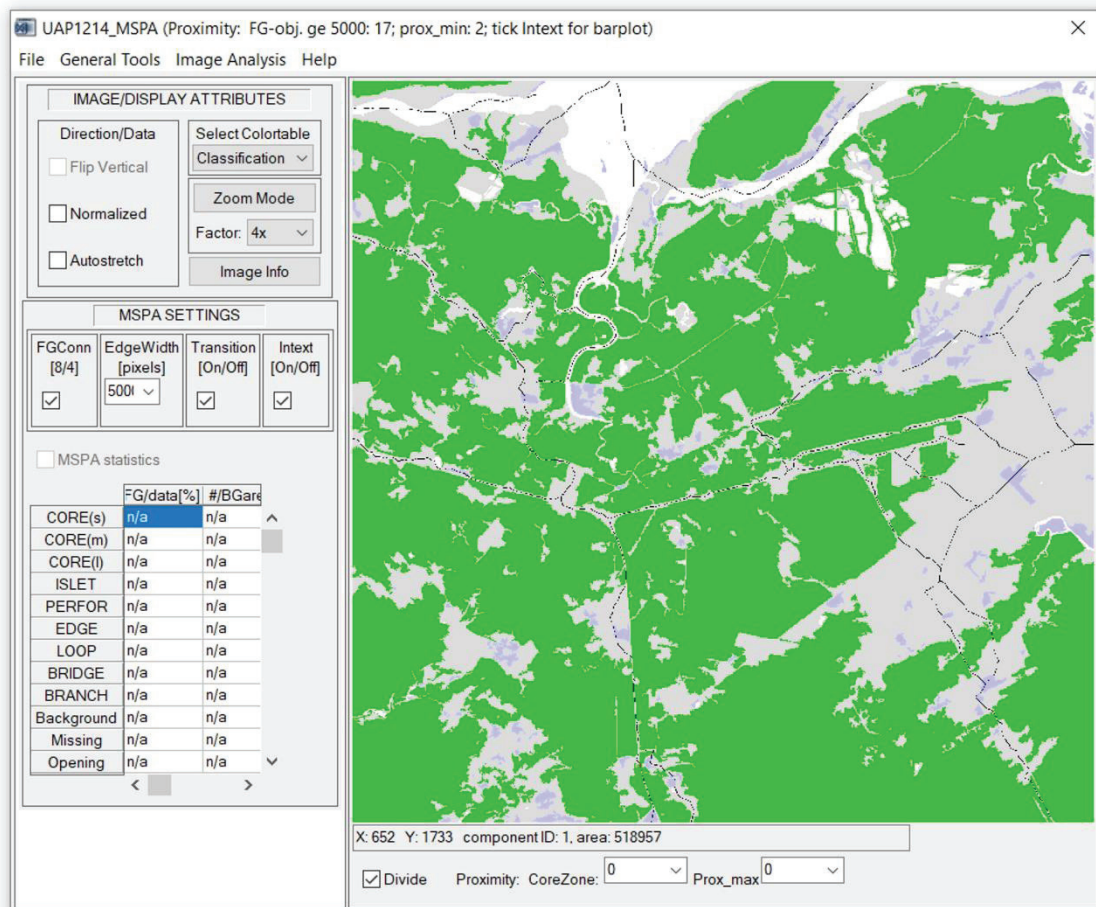 UAP1214_MSPA (Proximity: FG-obj. ge 5000: 17; prox_min: 2; tick Intext for barplot)
File General Tools Image Analysis Help
IMAGE/DISPLAY ATTRIBUTES
Direction/Data
Flip Vertical
Normalized
Autostretch
Select Colortable
Classification
Zoom Mode
Factor: 4x
Image Info
MSPA SETTINGS
FGConn
[8/4]
EdgeWidth
[pixels]
Transition
[On/Off]
Intext
[On/Off]
MSPA statistics
FG/data[%] #/BGare
CORE(s) n/a n/a
CORE(m) n/a n/a
CORE(l) n/a n/a
ISLET n/a n/a
PERFOR n/a n/a
EDGE n/a n/a
LOOP n/a n/a
BRIDGE n/a n/a
BRANCH n/a n/a
Background n/a n/a
Missing n/a n/a
Opening n/a n/a
X: 652 Y: 1733 component ID: 1, area: 518957
Divide Proximity: CoreZone: 0 Prox_max 0